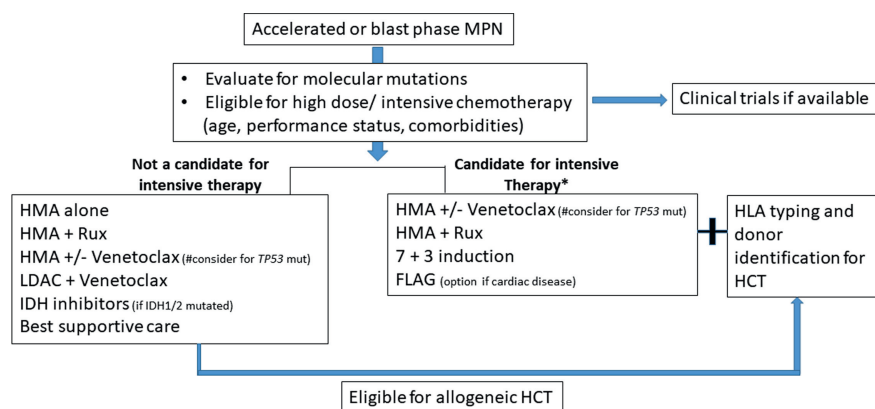 Accelerated or blast phase MPN
• Evaluate for molecular mutations
• Eligible for high dose/ intensive chemotherapy
(age, performance status, comorbidities)
Clinical trials if available
Not a candidate for
intensive therapy
HMA alone
HMA + Rux
HMA +/- Venetoclax (#consider for TP53 mut)
LDAC + Venetoclax
IDH inhibitors (if IDH1/2 mutated)
Best supportive care
Candidate for intensive
Therapy*
HMA +/- Venetoclax (#consider for TP53 mut)
HMA + Rux
7 + 3 induction
FLAG (option if cardiac disease)
HLA typing and
donor
identification for
HCT
Eligible for allogeneic HCT